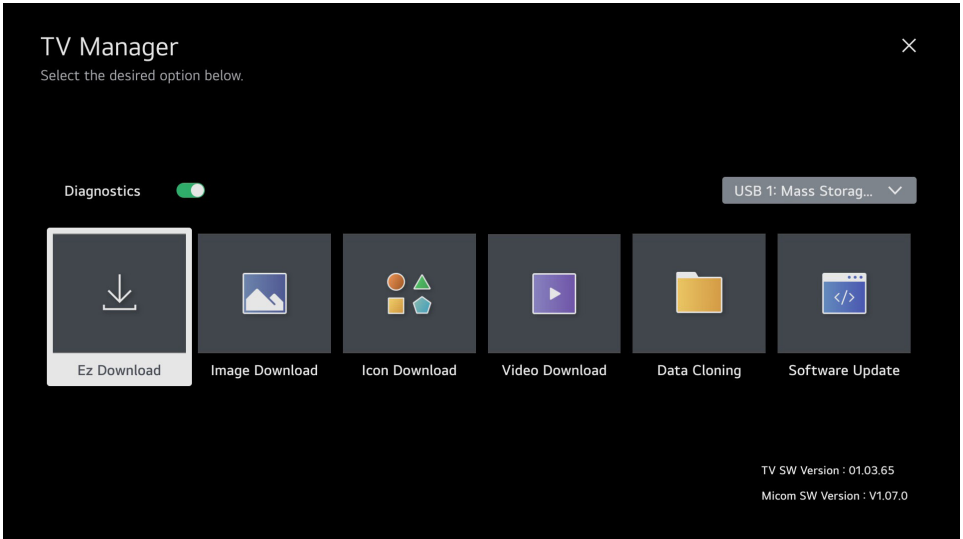 TV Manager
Select the desired option below.
Diagnostics
USB 1: Mass Storag...
</>
Ez Download
Image Download
Icon Download
Video Download
Data Cloning
Software Update
TV SW Version : 01.03.65
Micom SW Version : V1.07.0